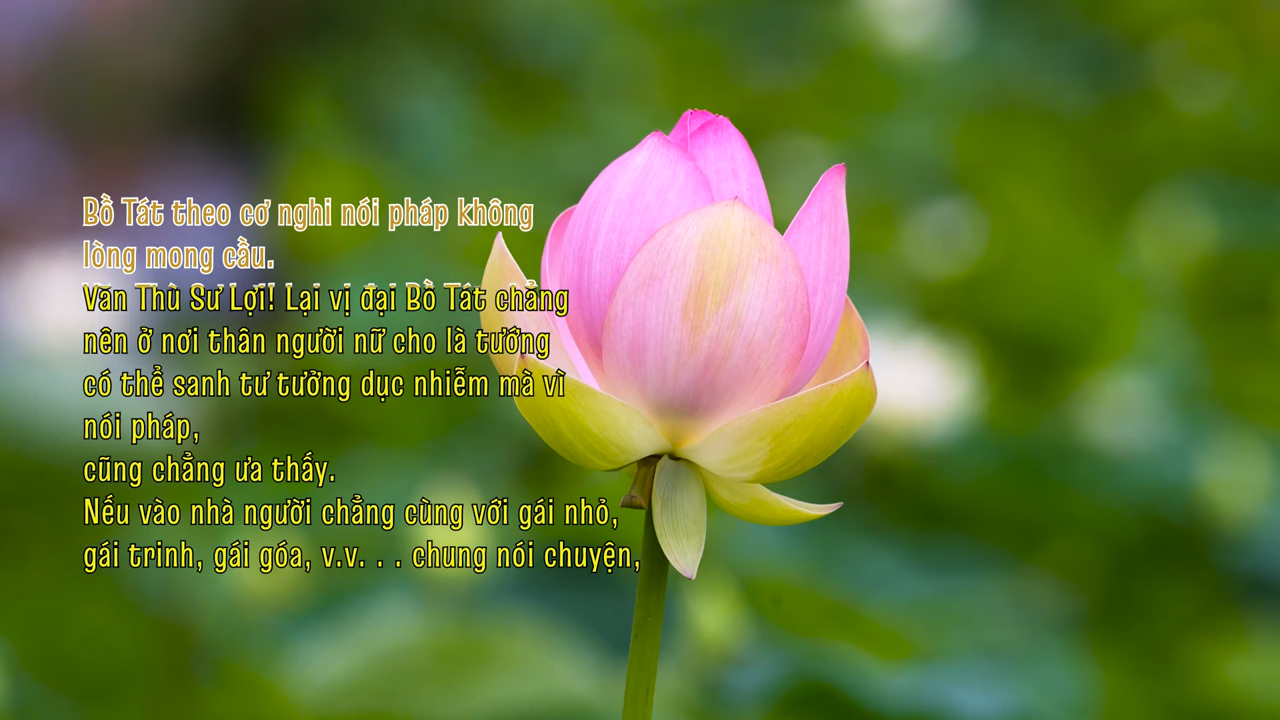 Bồ Tát theo cơ nghi nói pháp không
lòng mong cầu.
Văn Thù Sư Lợi! Lại vị đại Bồ Tát chẳng
nên ở nơi thân người nữ cho là tướng
có thể sanh tư tưởng dục nhiễm mà vì
nói pháp,
cũng chẳng ưa thấy.
Nếu vào nhà người chẳng cùng với gái nhỏ,
gái trinh, gái góa, v.v. . . chung nói chuyện,